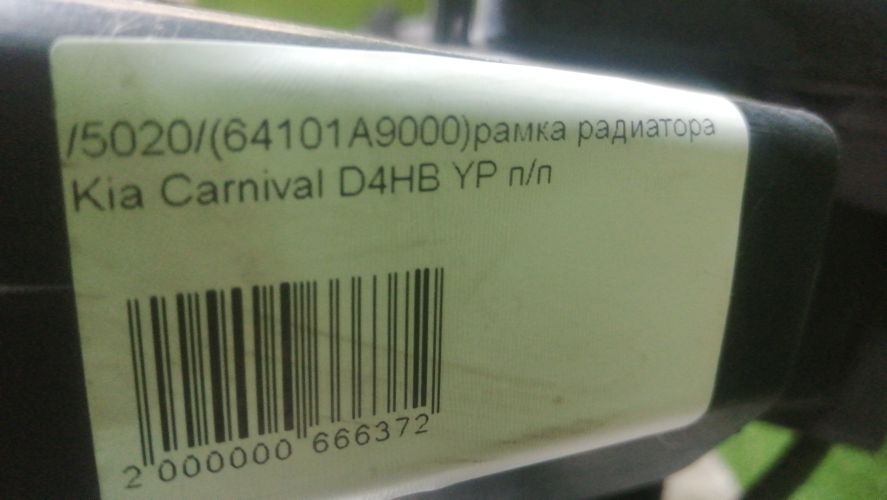 /5020/(64101A9000)рамка радиатора
Kia Carnival D4HB YP п/п
2 000000 666372